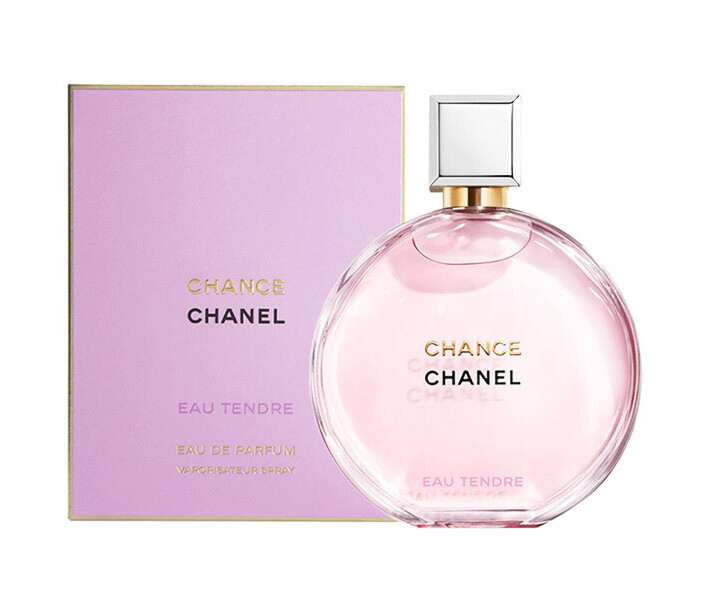 CHANCE
CHANEL
EAU TENDRE
EAU DE PARFUM
VAPORISATEUR SPRAY
CHANCE
CHANEL
EAU TENDRE